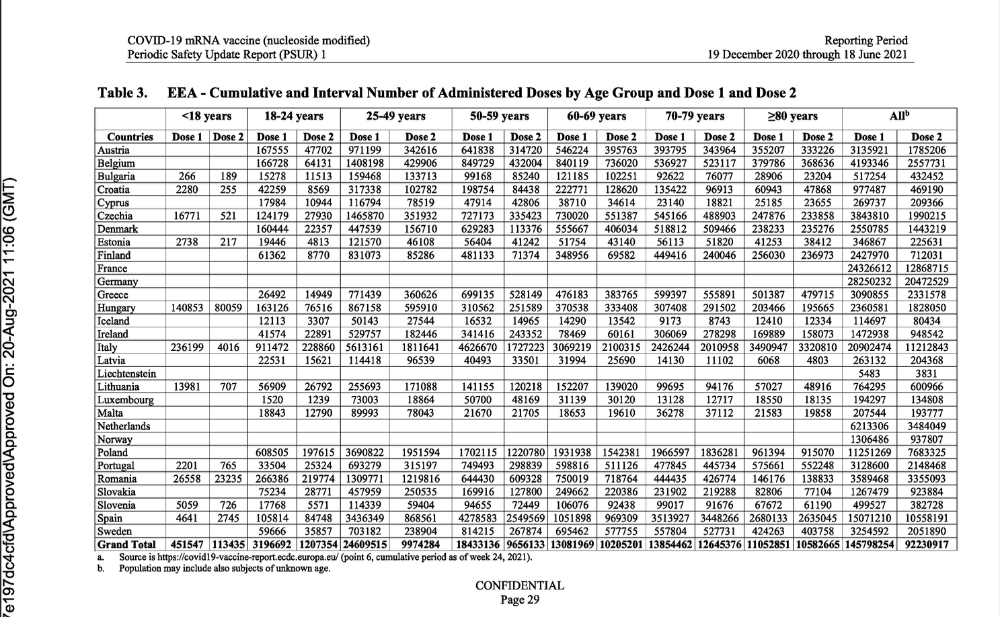 COVID-19 mRNA vaccine (nucleoside modified) Reporting Period
Periodic Safety Update Report (PSUR) 1 19 December 2020 through 18 June 2021
Table 3. EEA - Cumulative and Interval Number of Administered Doses by Age Group and Dose 1 and Dose 2
<18 years 18-24 years 25-49 years 50-59 years 60-69 years 70-79 years ≥80 years Allᵇ
Countries Dose 1 Dose 2 Dose 1 Dose 2 Dose 1 Dose 2 Dose 1 Dose 2 Dose 1 Dose 2 Dose 1 Dose 2 Dose 1 Dose 2 Dose 1 Dose 2
Austria 167555 47702 971199 342616 641838 314720 546224 395763 393795 343964 355207 333226 3135921 1785206
Belgium 166728 64131 1408198 429906 849729 432004 840119 736020 536927 523117 379786 368636 4193346 2557731
Bulgaria 266 189 15278 11513 159468 133713 99168 85240 121185 102251 92622 76077 28906 23204 517254 432452
Croatia 2280 255 42259 8569 317338 102782 198754 84438 222771 128620 135422 96913 60943 47868 977487 469190
Cyprus 17984 10944 116794 78519 47914 42806 38710 34614 23140 18821 25185 23655 269737 209366
Czechia 16771 521 124179 27930 1465870 351932 727173 335423 730020 551387 545166 488903 247876 233858 3843810 1990215
Denmark 160444 22357 447539 156710 629283 113376 555667 406034 518812 509466 238233 235276 2550785 1443219
Estonia 2738 217 19446 4813 121570 46108 56404 41242 51754 43140 56113 51820 41253 38412 346867 225631
Finland 61362 8770 831073 85286 481133 71374 348956 69582 449416 240046 256030 236973 2427970 712031
France 24326612 12868715
Germany 28250232 20472529
Greece 26492 14949 771439 360626 699135 528149 476183 383765 599397 555891 501387 479715 3090855 2331578
Hungary 140853 80059 163126 76516 867158 595910 310562 251589 370538 333408 307408 291502 203466 195665 2360581 1828050
Iceland 12113 3307 50143 27544 16532 14965 14290 13542 9173 8743 12410 12334 114697 80434
Ireland 41574 22891 529757 182446 341416 243352 78469 60161 306069 278298 169889 158073 1472938 948542
Italy 236199 4016 911472 228860 5613161 1811641 4626670 1727223 3069219 2100315 2426244 2010958 3490947 3320810 20902474 11212843
Latvia 22531 15621 114418 96539 40493 33501 31994 25690 14130 11102 6068 4803 263132 204368
Liechtenstein 5483 3831
Lithuania 13981 707 56909 26792 255693 171088 141155 120218 152207 139020 99695 94176 57027 48916 764295 600966
Luxembourg 1520 1239 73003 18864 50700 48169 31139 30120 13128 12717 18550 18135 194297 134808
Malta 18843 12790 89993 78043 21670 21705 18653 19610 36278 37112 21583 19858 207544 193777
Netherlands 6213306 3484049
Norway 1306486 937807
Poland 608505 197615 3690822 1951594 1702115 1220780 1931938 1542381 1966597 1836281 961394 915070 11251269 7683325
Portugal 2201 765 33504 25324 693279 315197 749493 298839 598816 511126 477845 445734 575661 552248 3128600 2148468
Romania 26558 23235 266386 219774 1309771 1219816 644430 609328 750019 718764 444435 426774 146176 138833 3589468 3355093
Slovakia 75234 28771 457959 250535 169916 127800 249662 220386 231902 219288 82806 77104 1267479 923884
Slovenia 5059 726 17768 5571 114339 59404 94655 72449 106076 92438 99017 91676 67672 61190 499527 382728
Spain 4641 2745 105814 84748 3436349 868561 4278583 2549569 1051898 969309 3513927 3448266 2680133 2635045 15071210 10558191
Sweden 59666 35857 703182 238904 814215 267874 695462 577755 557804 527731 424263 403758 3254592 2051890
Grand Total 451547 113435 3196692 1207354 24609515 9974284 18433136 9656133 13081969 10205201 13854462 12645376 11052851 10582665 145798254 92230917
a. Source is https://covid19-vaccine-report.ecdc.europa.eu/ (point 6, cumulative period as of week 24, 2021).
b. Population may include also subjects of unknown age.
CONFIDENTIAL
Page 29
7e197dc4cfd\Approved\Approved On: 20-Aug-2021 11:06 (GMT)